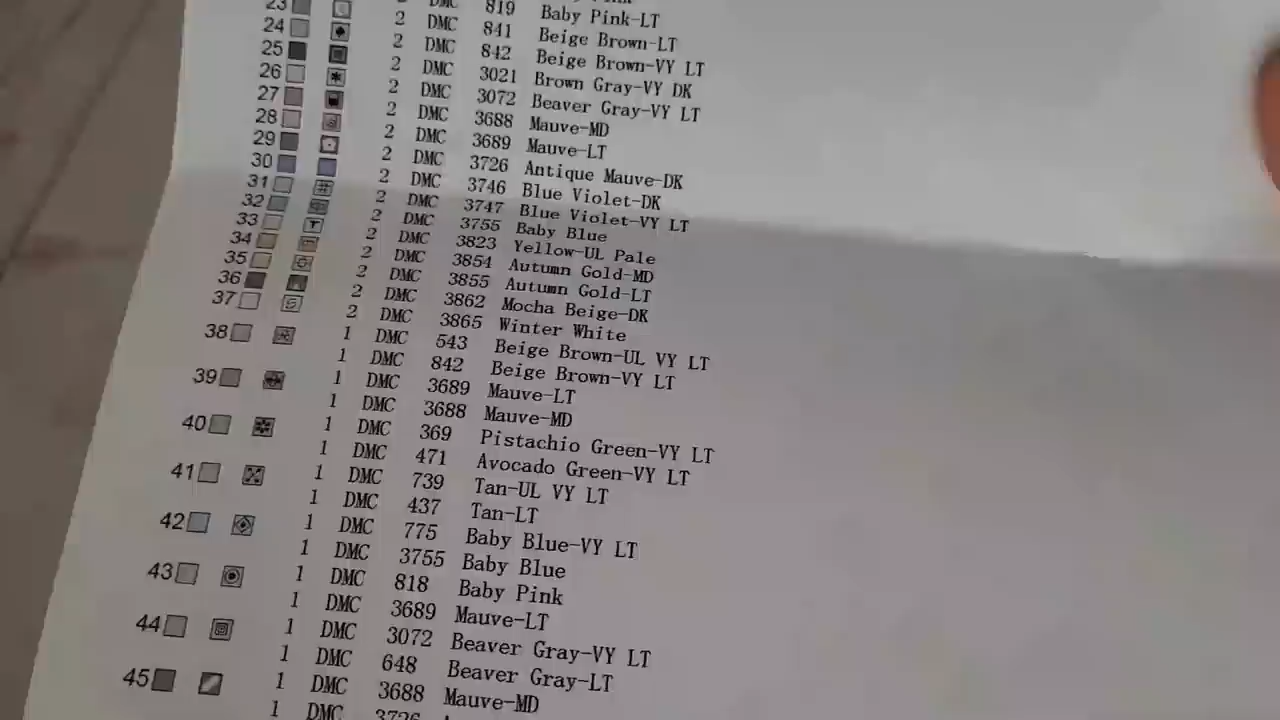 DMC 819 Baby Pink-LT
23 2 DMC 841 Beige Brown-LT
24 2 DMC 842 Beige Brown-VY LT
25 2 DMC 3021 Brown Gray-VY DK
26 2 DMC 3072 Beaver Gray-VY LT
27 2 DMC 3688 Mauve-MD
28 2 DMC 3689 Mauve-LT
29 2 DMC 3726 Antique Mauve-DK
30 2 DMC 3746 Blue Violet-DK
31 2 DMC 3747 Blue Violet-VY LT
32 2 DMC 3755 Baby Blue
33 2 DMC 3823 Yellow-UL Pale
34 2 DMC 3854 Autumn Gold-MD
35 2 DMC 3855 Autumn Gold-LT
36 2 DMC 3862 Mocha Beige-DK
37 2 DMC 3865 Winter White
38 1 DMC 543 Beige Brown-UL VY LT
1 DMC 842 Beige Brown-VY LT
39 1 DMC 3689 Mauve-LT
1 DMC 3688 Mauve-MD
40 1 DMC 369 Pistachio Green-VY LT
1 DMC 471 Avocado Green-VY LT
41 1 DMC 739 Tan-UL VY LT
1 DMC 437 Tan-LT
42 1 DMC 775 Baby Blue-VY LT
1 DMC 3755 Baby Blue
43 1 DMC 818 Baby Pink
1 DMC 3689 Mauve-LT
44 1 DMC 3072 Beaver Gray-VY LT
1 DMC 648 Beaver Gray-LT
45 1 DMC 3688 Mauve-MD
1 DMC 3726